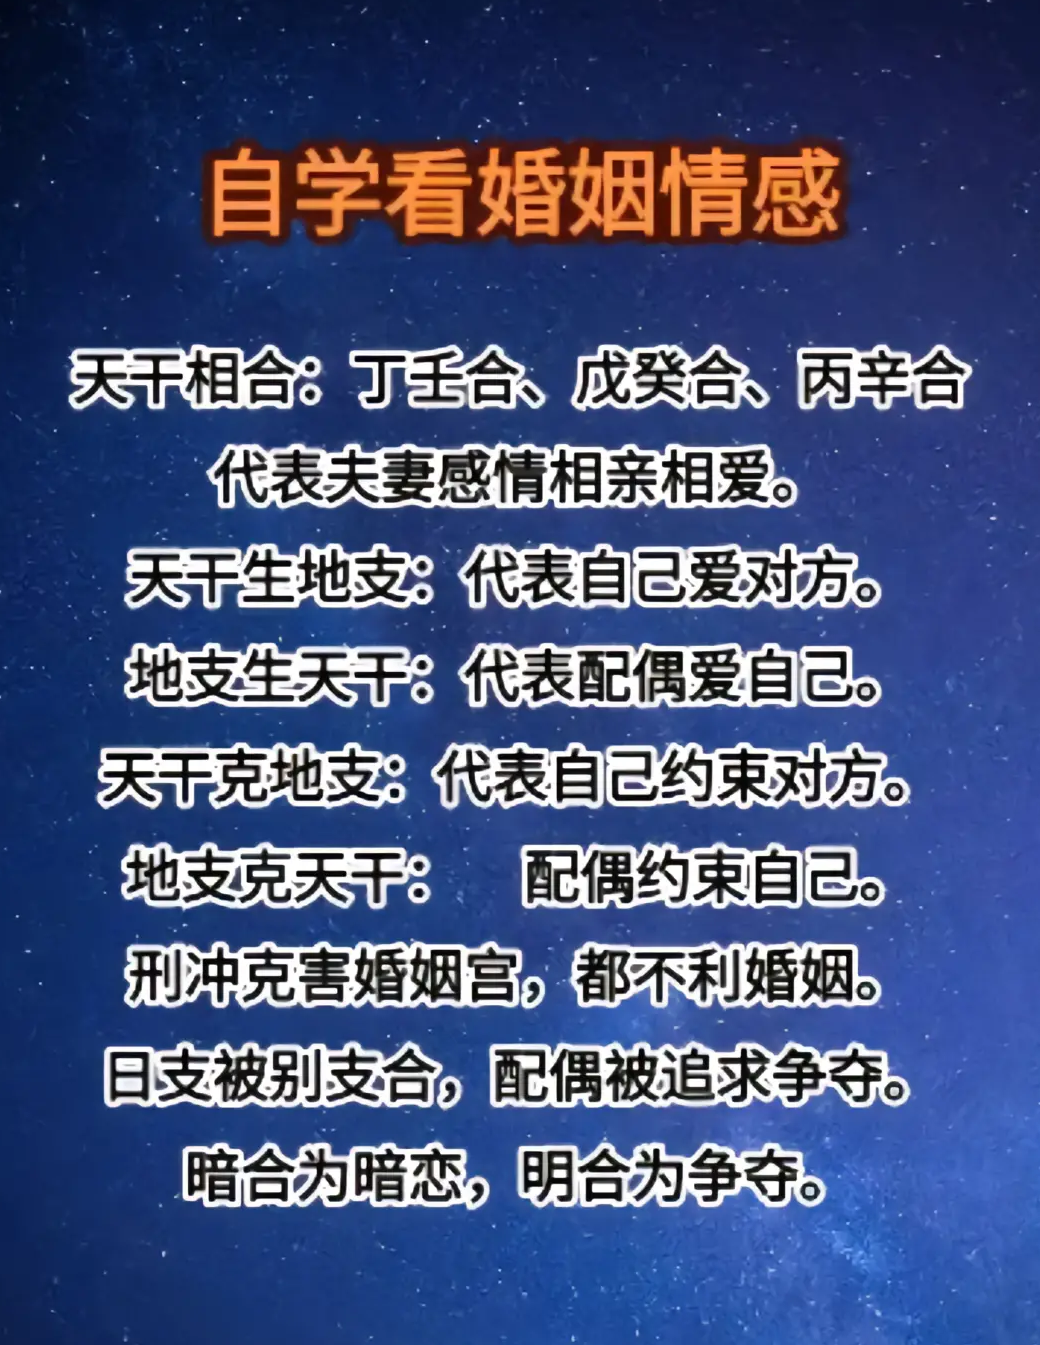 自学看婚姻情感
天干相合：丁壬合、戊癸合、丙辛合
代表夫妻感情相亲相爱。
天干生地支：代表自己爱对方。
地支生天干：代表配偶爱自己。
天干克地支：代表自己约束对方。
地支克天干：　配偶约束自己。
刑冲克害婚姻宫，都不利婚姻。
日支被别支合，配偶被追求争夺。
暗合为暗恋，明合为争夺。